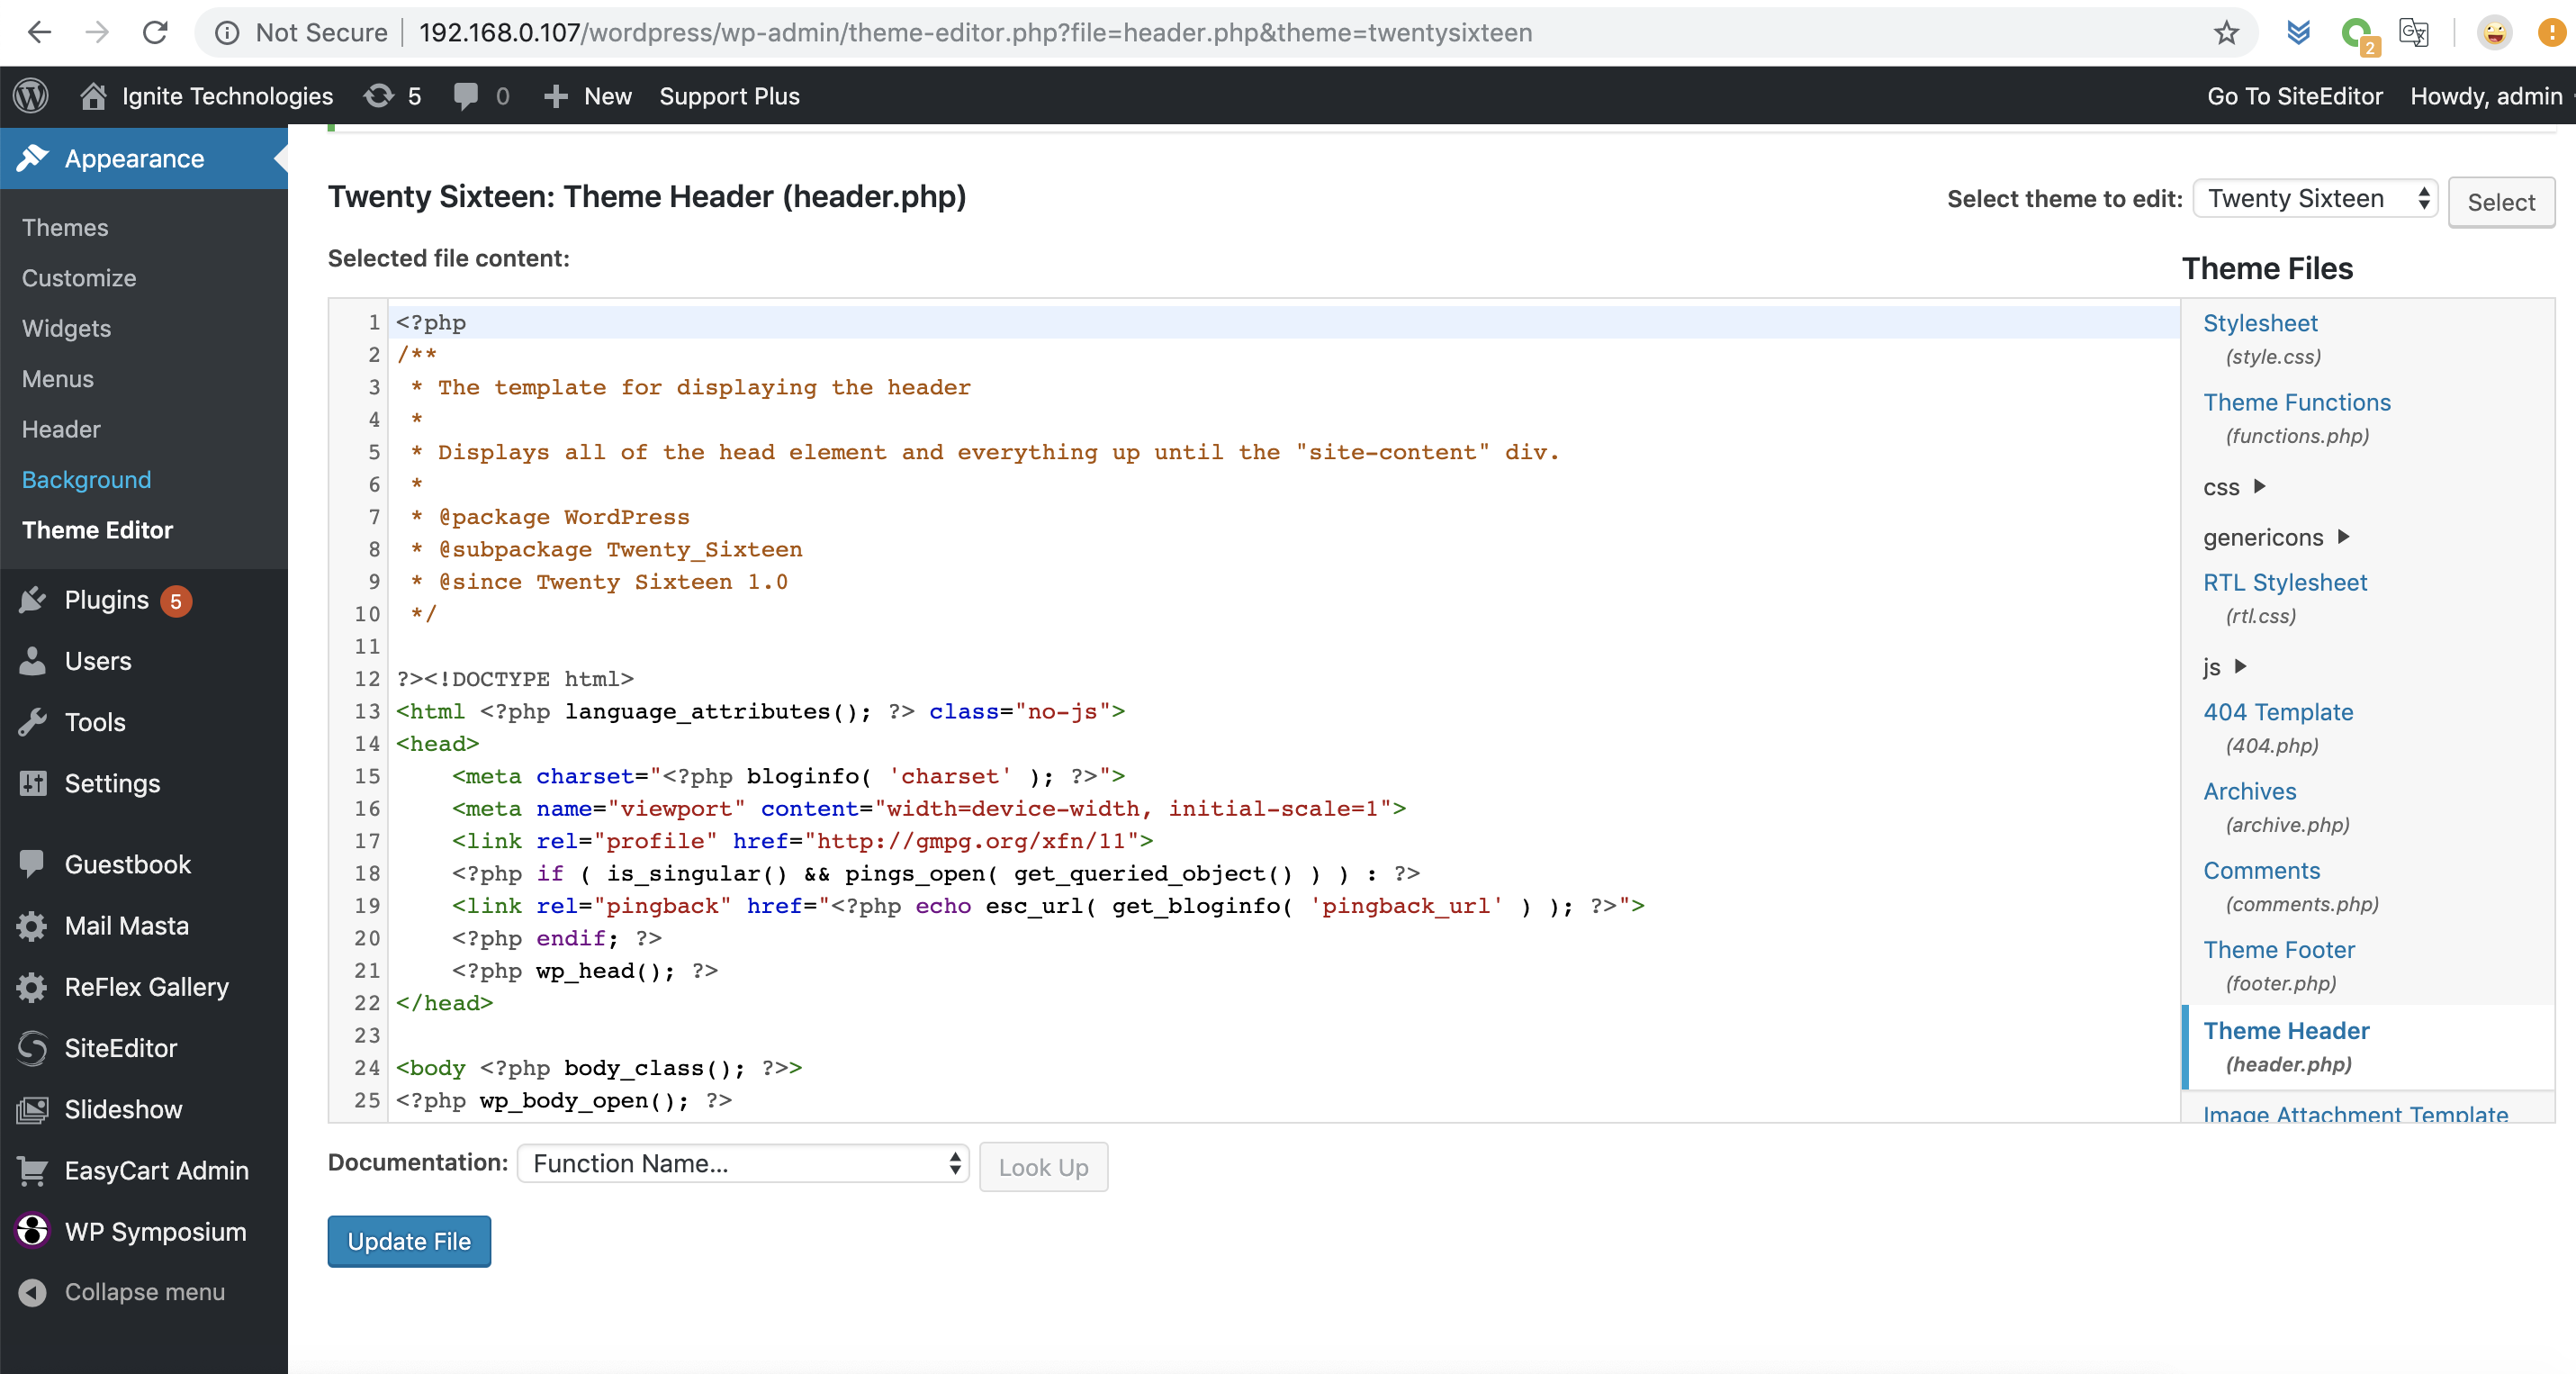 Not Secure | 192.168.0.107/wordpress/wp-admin/theme-editor.php?file=header.php&theme=twentysixteen
2
Ignite Technologies 5 0 New Support Plus Go To SiteEditor Howdy, admin
Appearance
Themes
Customize
Widgets
Menus
Header
Background
Theme Editor
Plugins 5
Users
Tools
Settings
Guestbook
Mail Masta
ReFlex Gallery
SiteEditor
Slideshow
EasyCart Admin
WP Symposium
Collapse menu
Twenty Sixteen: Theme Header (header.php)
Select theme to edit: Twenty Sixteen Select
Selected file content:
1 <?php
2 /**
3  * The template for displaying the header
4  *
5  * Displays all of the head element and everything up until the "site-content" div.
6  *
7  * @package WordPress
8  * @subpackage Twenty_Sixteen
9  * @since Twenty Sixteen 1.0
10  */
11
12 ?><!DOCTYPE html>
13 <html <?php language_attributes(); ?> class="no-js">
14 <head>
15     <meta charset="<?php bloginfo( 'charset' ); ?>">
16     <meta name="viewport" content="width=device-width, initial-scale=1">
17     <link rel="profile" href="http://gmpg.org/xfn/11">
18     <?php if ( is_singular() && pings_open( get_queried_object() ) ) : ?>
19     <link rel="pingback" href="<?php echo esc_url( get_bloginfo( 'pingback_url' ) ); ?>">
20     <?php endif; ?>
21     <?php wp_head(); ?>
22 </head>
23
24 <body <?php body_class(); ?>>
25 <?php wp_body_open(); ?>
Theme Files
Stylesheet
(style.css)
Theme Functions
(functions.php)
css
genericons
RTL Stylesheet
(rtl.css)
js
404 Template
(404.php)
Archives
(archive.php)
Comments
(comments.php)
Theme Footer
(footer.php)
Theme Header
(header.php)
Image Attachment Template
Documentation: Function Name... Look Up
Update File